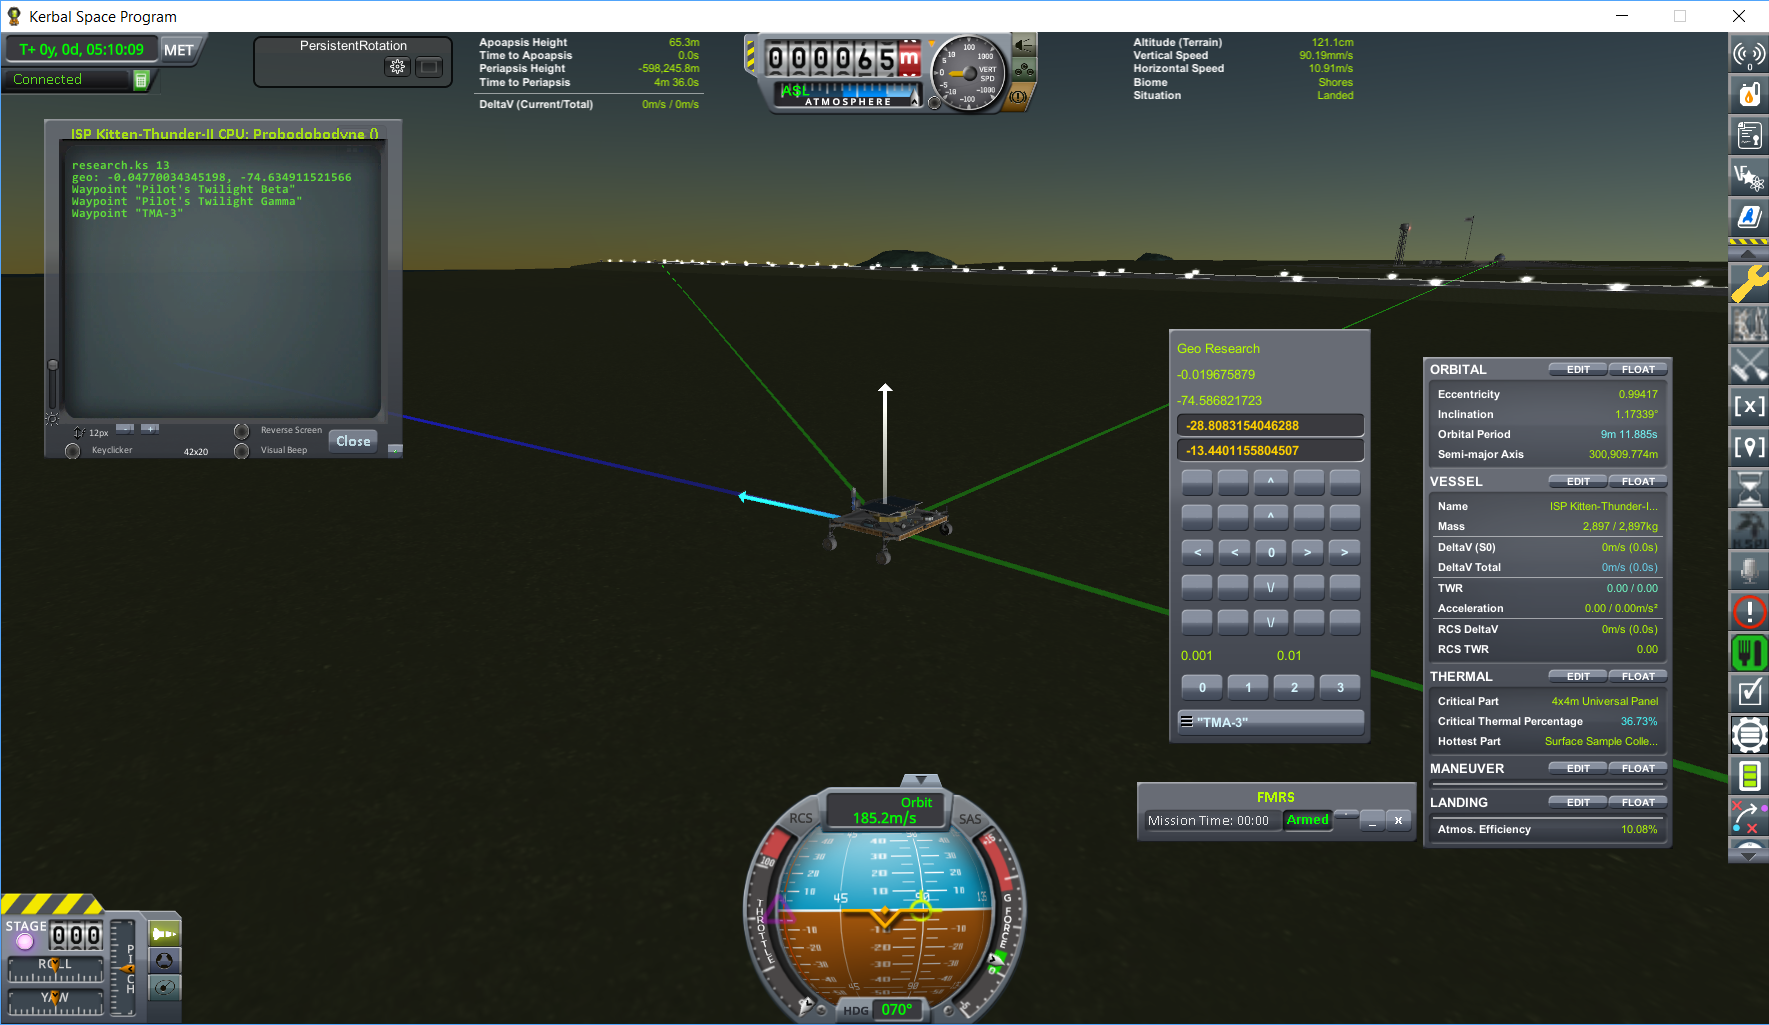 Kerbal Space Program
T+ 0y, 0d, 05:10:09 MET
Connected
PersistentRotation
Apoapsis Height 65.3m
Time to Apoapsis 0.0s
Periapsis Height -598,245.8m
Time to Periapsis 4m 36.0s
DeltaV (Current/Total) 0m/s / 0m/s
000065m
ASL
ATMOSPHERE
VERT SPD
Altitude (Terrain) 121.1cm
Vertical Speed 90.19mm/s
Horizontal Speed 10.91m/s
Biome Shores
Situation Landed
ISP Kitten-Thunder-II CPU: Probodobodyne ()
research.ks 13
geo: -0.04770034345198, -74.634911521566
Waypoint "Pilot's Twilight Beta"
Waypoint "Pilot's Twilight Gamma"
Waypoint "TMA-3"
12px - +
Reverse Screen
Close
Keyclicker
42x20
Visual Beep
Geo Research
-0.019675879
-74.586821723
-28.8083154046288
-13.4401155804507
^
^
< < 0 > >
\/
\/
0.001 0.01
0 1 2 3
"TMA-3"
ORBITAL EDIT FLOAT
Eccentricity 0.99417
Inclination 1.17339°
Orbital Period 9m 11.885s
Semi-major Axis 300,909.774m
VESSEL EDIT FLOAT
Name ISP Kitten-Thunder-I...
Mass 2,897 / 2,897kg
DeltaV (S0) 0m/s (0.0s)
DeltaV Total 0m/s (0.0s)
TWR 0.00 / 0.00
Acceleration 0.00 / 0.00m/s²
RCS DeltaV 0m/s (0.0s)
RCS TWR 0.00
THERMAL EDIT FLOAT
Critical Part 4x4m Universal Panel
Critical Thermal Percentage 36.73%
Hottest Part Surface Sample Colle...
MANEUVER EDIT FLOAT
LANDING EDIT FLOAT
Atmos. Efficiency 10.08%
FMRS
Mission Time: 00:00 Armed _ x
RCS Orbit SAS
185.2m/s
THROTTLE
G FORCE
HDG 070°
STAGE 000
ROLL
YAW
PITCH